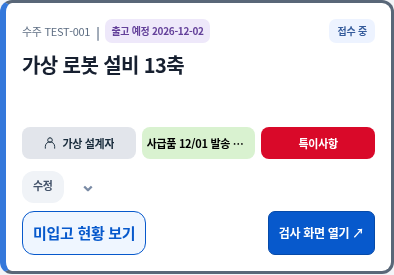 수주 TEST-001 | 출고 예정 2026-12-02 접수 중
가상 로봇 설비 13축
가상 설계자 사급품 12/01 발송 … 특이사항
수정
미입고 현황 보기 검사 화면 열기 ↗